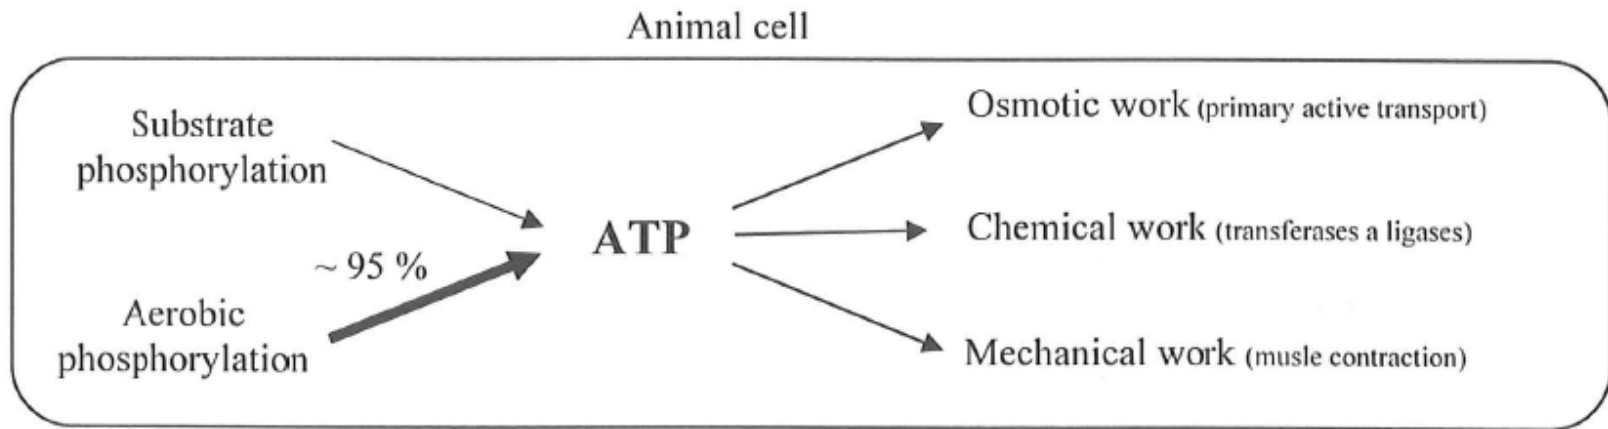 Animal cell
Substrate
phosphorylation
~ 95 %
Aerobic
phosphorylation
ATP
Osmotic work (primary active transport)
Chemical work (transferases a ligases)
Mechanical work (musle contraction)